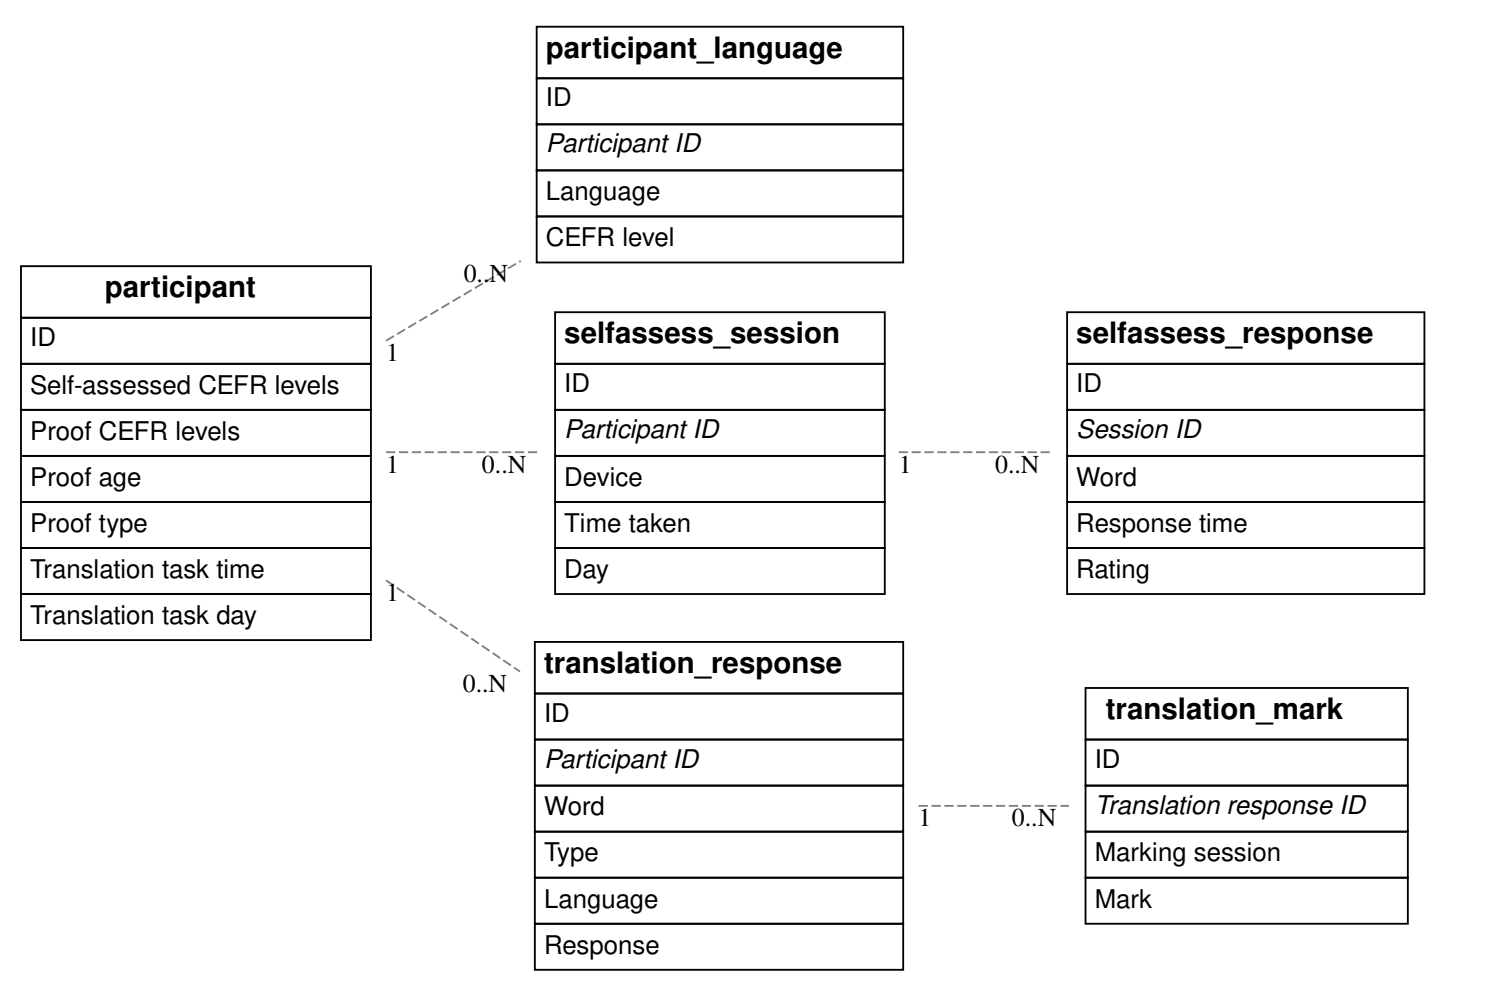 participant_language
ID
Participant ID
Language
CEFR level
participant
ID
Self-assessed CEFR levels
Proof CEFR levels
Proof age
Proof type
Translation task time
Translation task day
0..N
1
1
0..N
1
0..N
selfassess_session
ID
Participant ID
Device
Time taken
Day
1
0..N
selfassess_response
ID
Session ID
Word
Response time
Rating
translation_response
ID
Participant ID
Word
Type
Language
Response
1
0..N
translation_mark
ID
Translation response ID
Marking session
Mark